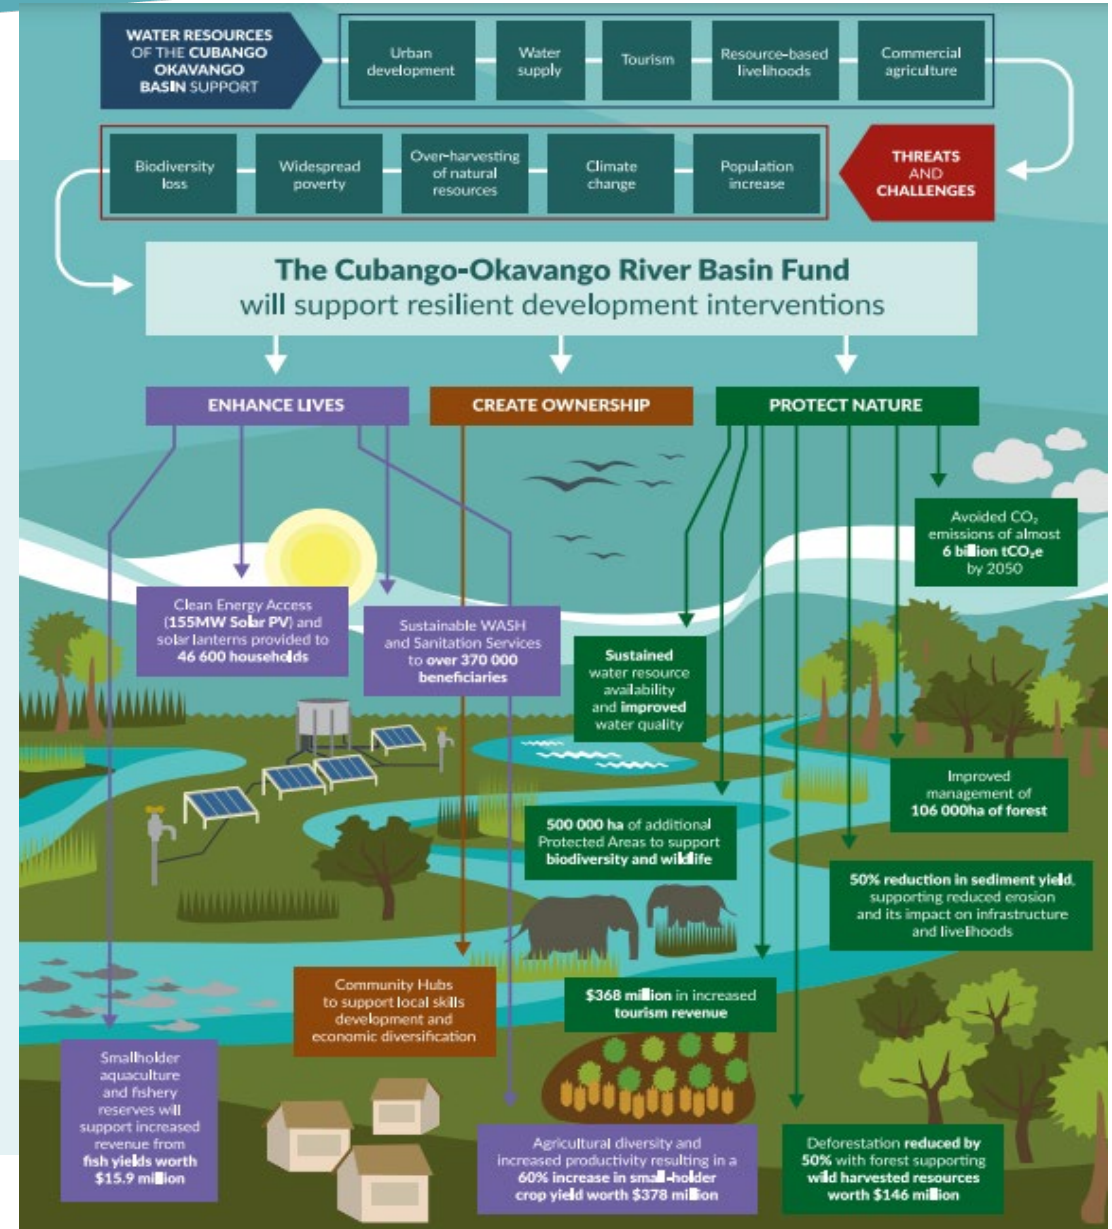 WATER RESOURCES
OF THE CUBANGO
OKAVANGO
BASIN SUPPORT
Urban
development
Water
supply
Tourism
Resource-based
livelihoods
Commercial
agriculture
THREATS
AND
CHALLENGES
Biodiversity
loss
Widespread
poverty
Over-harvesting
of natural
resources
Climate
change
Population
increase
The Cubango-Okavango River Basin Fund
will support resilient development interventions
ENHANCE LIVES
CREATE OWNERSHIP
PROTECT NATURE
Avoided CO₂
emissions of almost
6 billion tCO₂e
by 2050
Clean Energy Access
(155MW Solar PV) and
solar lanterns provided to
46 600 households
Sustainable WASH
and Sanitation Services
to over 370 000
beneficiaries
Sustained
water resource
availability
and improved
water quality
Improved
management of
106 000ha of forest
500 000 ha of additional
Protected Areas to support
biodiversity and wildlife
50% reduction in sediment yield,
supporting reduced erosion
and its impact on infrastructure
and livelihoods
Community Hubs
to support local skills
development and
economic diversification
$368 million in increased
tourism revenue
Smallholder
aquaculture
and fishery
reserves will
support increased
revenue from
fish yields worth
$15.9 million
Agricultural diversity and
increased productivity resulting in a
60% increase in small-holder
crop yield worth $378 million
Deforestation reduced by
50% with forest supporting
wild harvested resources
worth $146 million